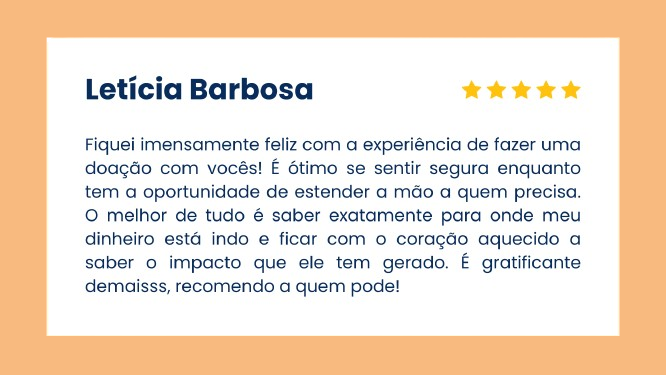 Letícia Barbosa
Fiquei imensamente feliz com a experiência de fazer uma
doação com vocês! É ótimo se sentir segura enquanto
tem a oportunidade de estender a mão a quem precisa.
O melhor de tudo é saber exatamente para onde meu
dinheiro está indo e ficar com o coração aquecido a
saber o impacto que ele tem gerado. É gratificante
demaisss, recomendo a quem pode!